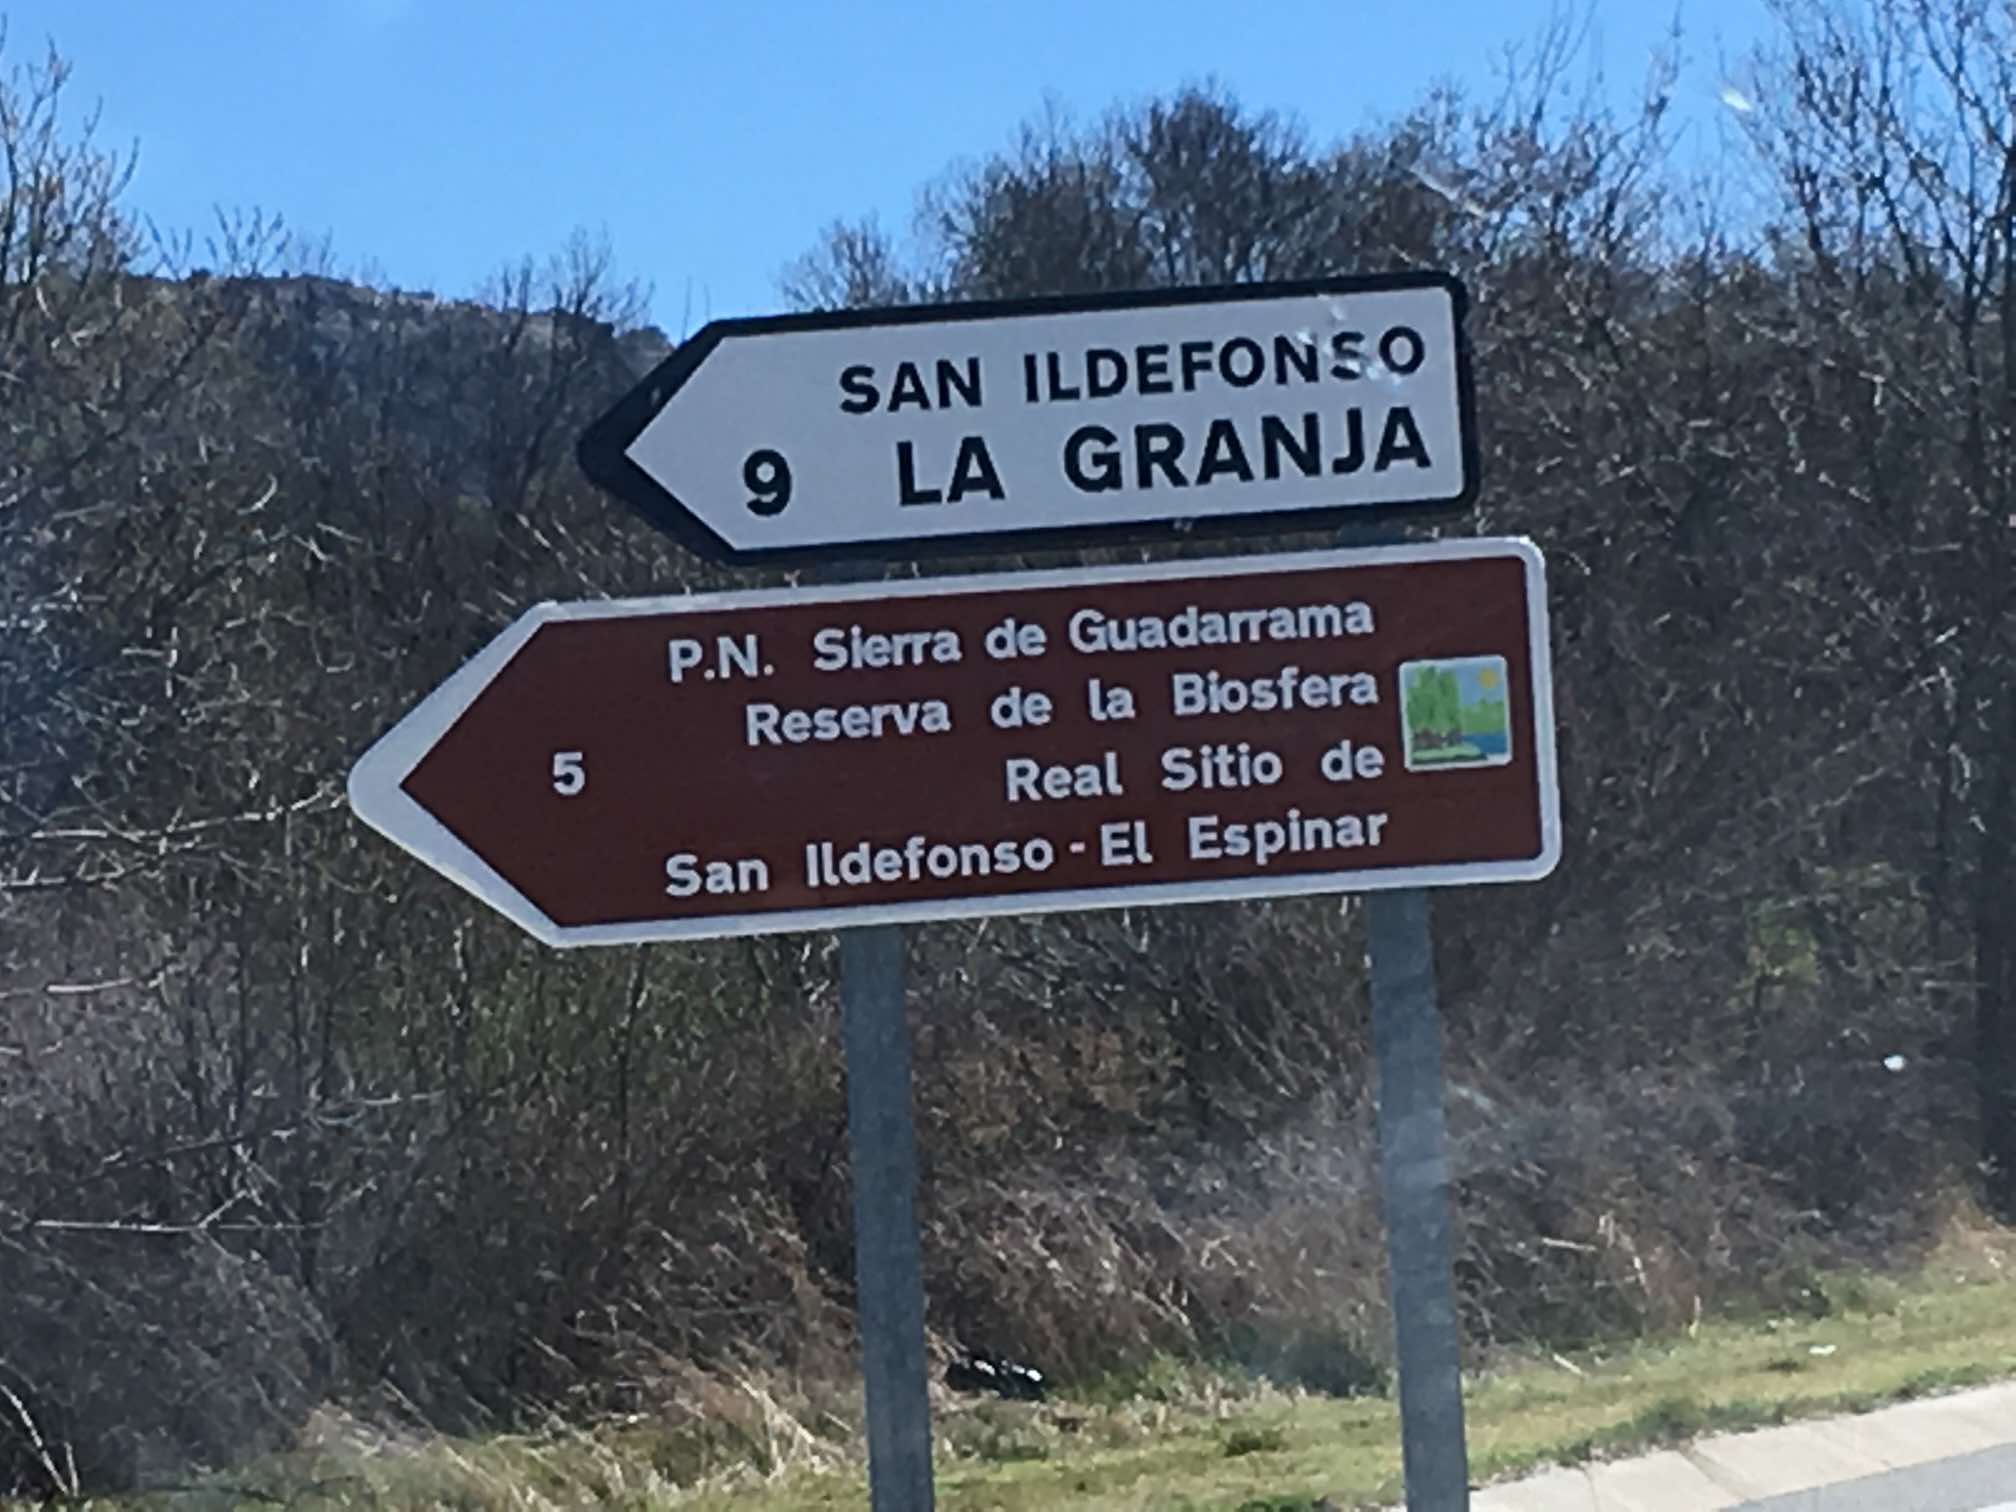 SAN ILDEFONSO
9 LA GRANJA
P.N. Sierra de Guadarrama
Reserva de la Biosfera
5 Real Sitio de
San Ildefonso - El Espinar